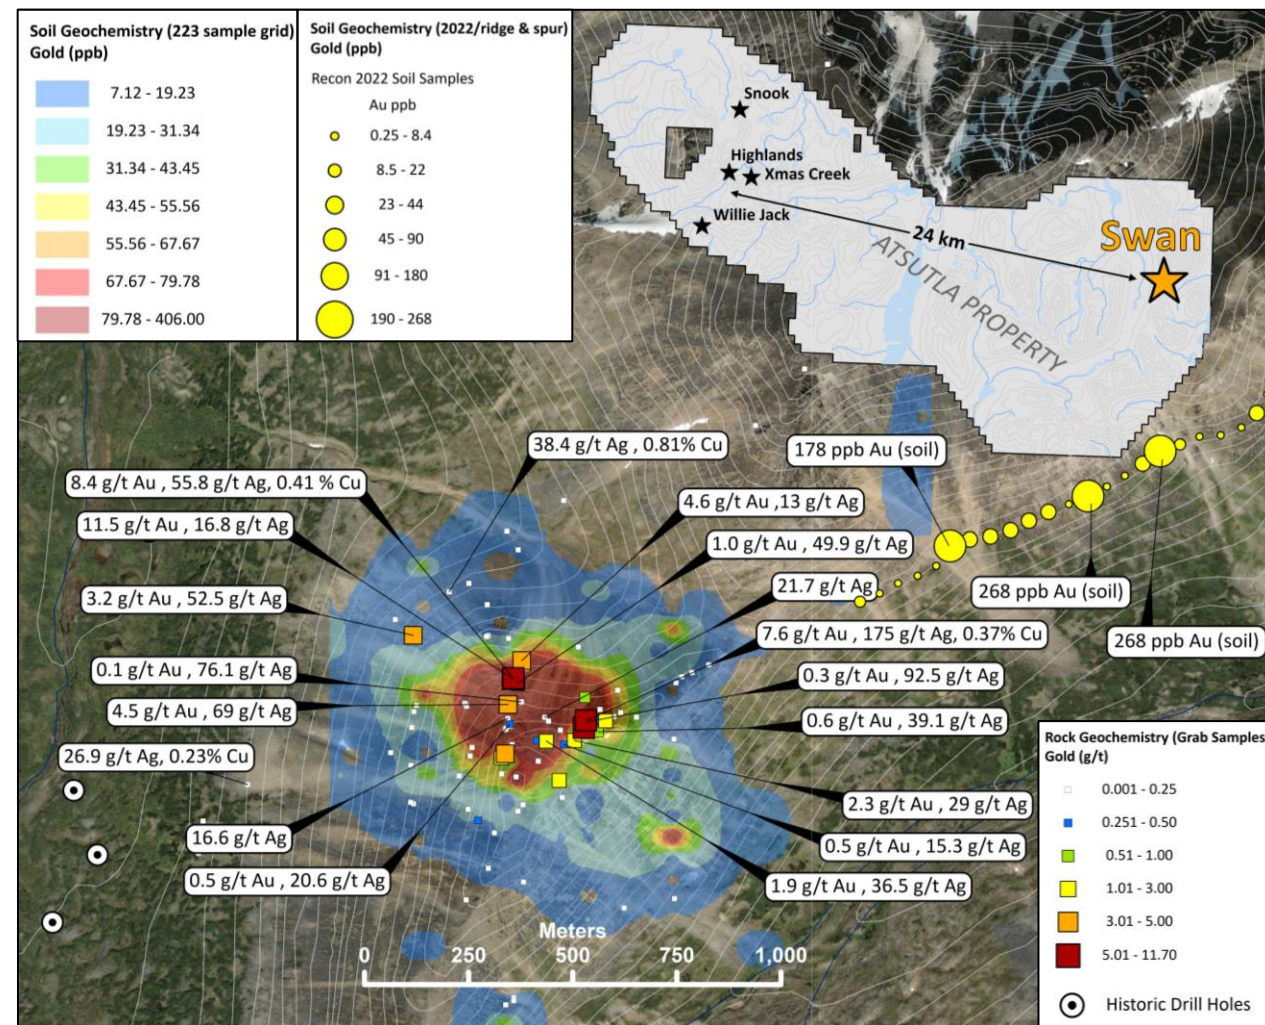 Soil Geochemistry (223 sample grid)
Gold (ppb)
7.12 - 19.23
19.23 - 31.34
31.34 - 43.45
43.45 - 55.56
55.56 - 67.67
67.67 - 79.78
79.78 - 406.00
Soil Geochemistry (2022/ridge & spur)
Gold (ppb)
Recon 2022 Soil Samples
Au ppb
0.25 - 8.4
8.5 - 22
23 - 44
45 - 90
91 - 180
190 - 268
Snook
Highlands
Xmas Creek
Willie Jack
24 km
Swan
ATSUTLA PROPERTY
38.4 g/t Ag , 0.81% Cu
178 ppb Au (soil)
8.4 g/t Au , 55.8 g/t Ag, 0.41 % Cu
4.6 g/t Au ,13 g/t Ag
11.5 g/t Au , 16.8 g/t Ag
1.0 g/t Au , 49.9 g/t Ag
21.7 g/t Ag
268 ppb Au (soil)
3.2 g/t Au , 52.5 g/t Ag
7.6 g/t Au , 175 g/t Ag, 0.37% Cu
268 ppb Au (soil)
0.1 g/t Au , 76.1 g/t Ag
0.3 g/t Au , 92.5 g/t Ag
4.5 g/t Au , 69 g/t Ag
0.6 g/t Au , 39.1 g/t Ag
26.9 g/t Ag, 0.23% Cu
2.3 g/t Au , 29 g/t Ag
16.6 g/t Ag
0.5 g/t Au , 15.3 g/t Ag
0.5 g/t Au , 20.6 g/t Ag
1.9 g/t Au , 36.5 g/t Ag
Meters
0 250 500 750 1,000
Rock Geochemistry (Grab Samples
Gold (g/t)
0.001 - 0.25
0.251 - 0.50
0.51 - 1.00
1.01 - 3.00
3.01 - 5.00
5.01 - 11.70
Historic Drill Holes